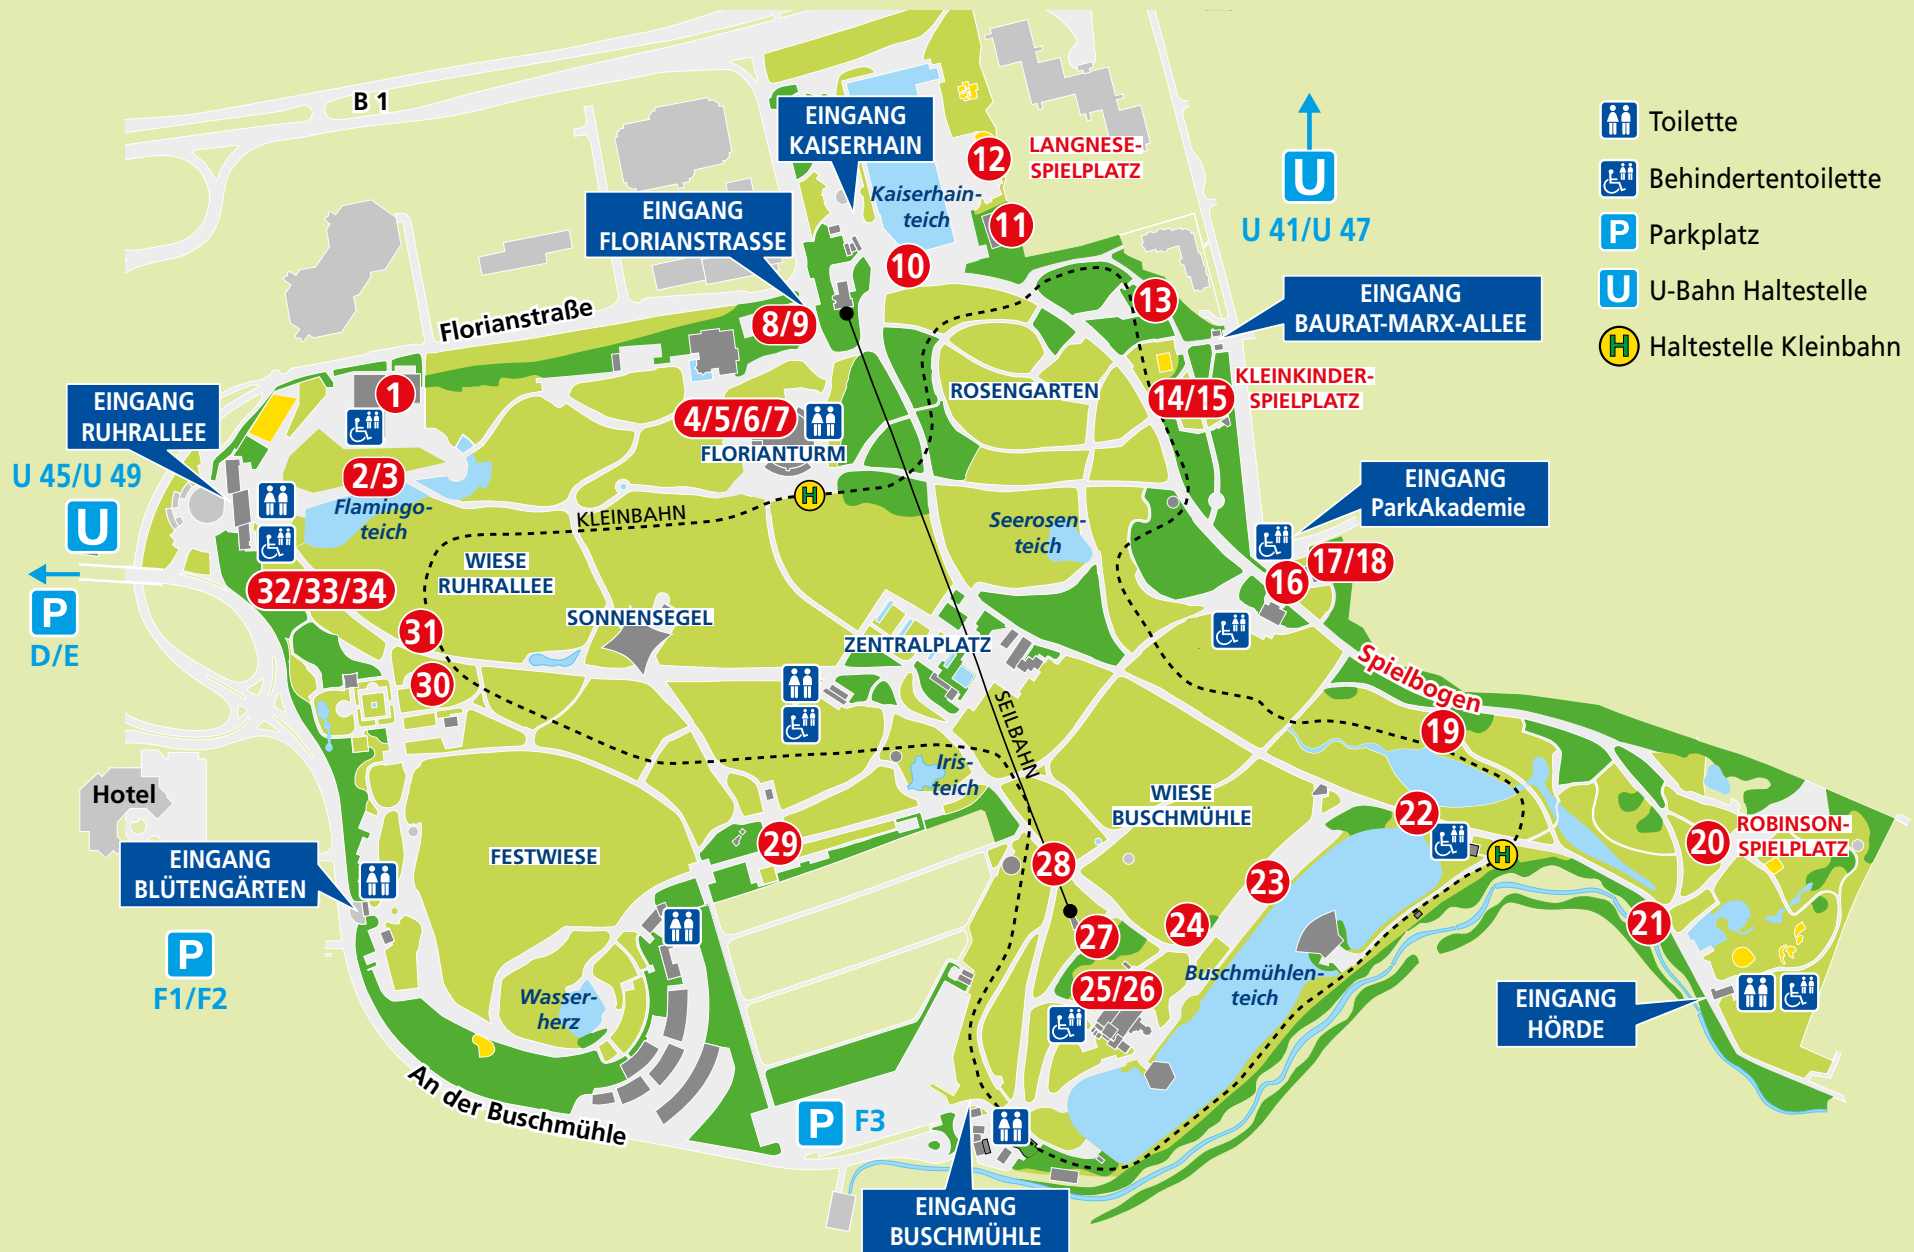 B 1
EINGANG
KAISERHAIN
LANGNESE-
SPIELPLATZ
12
Kaiserhain-
teich
11
10
EINGANG
FLORIANSTRASSE
8/9
U
U 41/U 47
Toilette
Behindertentoilette
P Parkplatz
U U-Bahn Haltestelle
H Haltestelle Kleinbahn
13
EINGANG
BAURAT-MARX-ALLEE
Florianstraße
1
EINGANG
RUHRALLEE
U 45/U 49
U
P
D/E
2/3
Flamingo-
teich
4/5/6/7
FLORIANTURM
H
KLEINBAHN
ROSENGARTEN
14/15
KLEINKINDER-
SPIELPLATZ
Seerosen-
teich
EINGANG
ParkAkademie
16
17/18
WIESE
RUHRALLEE
32/33/34
31
30
SONNENSEGEL
ZENTRALPLATZ
SEILBAHN
Spielbogen
19
Hotel
Iris-
teich
WIESE
BUSCHMÜHLE
22
H
20
ROBINSON-
SPIELPLATZ
EINGANG
BLÜTENGÄRTEN
FESTWIESE
29
28
23
21
27
24
P
F1/F2
Wasser-
herz
25/26
Buschmühlen-
teich
EINGANG
HÖRDE
An der Buschmühle
P F3
EINGANG
BUSCHMÜHLE